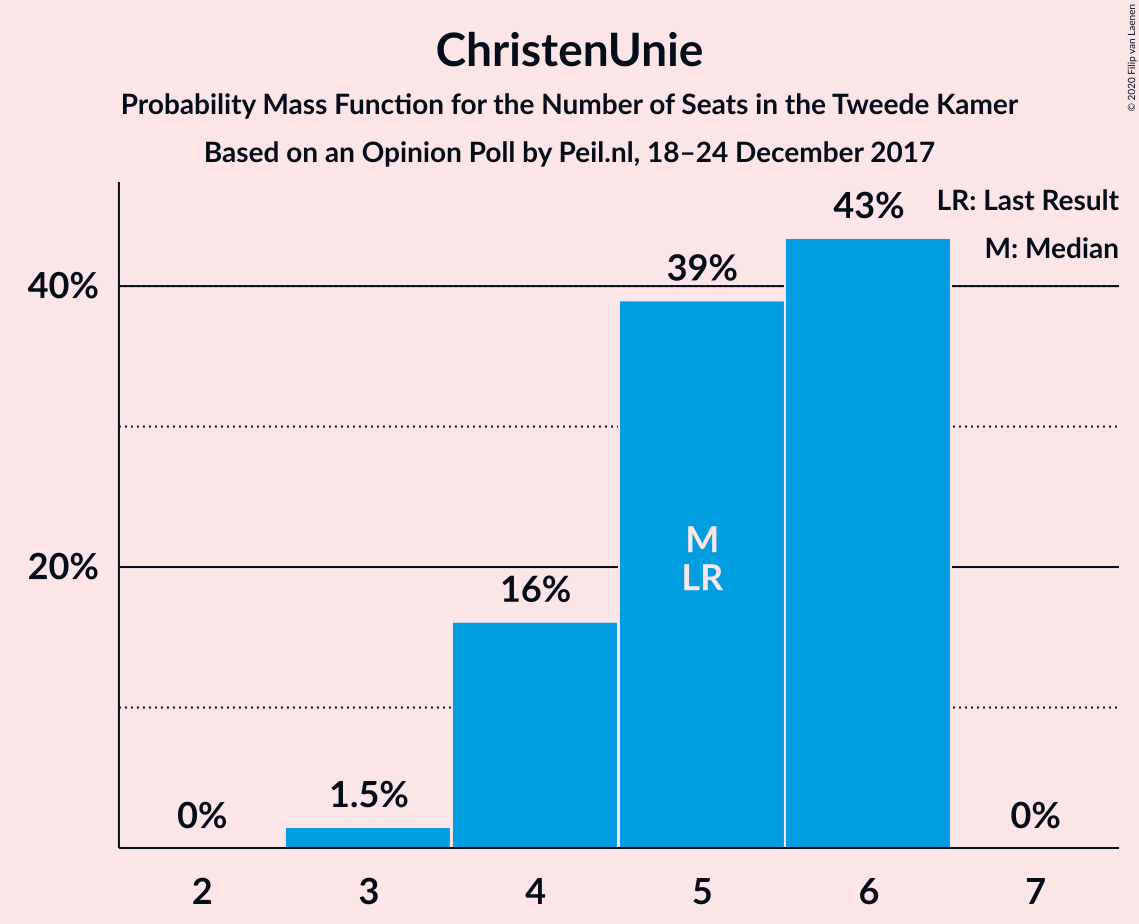 ChristenUnie
Probability Mass Function for the Number of Seats in the Tweede Kamer
Based on an Opinion Poll by Peil.nl, 18–24 December 2017
© 2020 Filip van Laenen
LR: Last Result
M: Median
40%
20%
0%
1.5%
16%
39%
43%
0%
M
LR
2 3 4 5 6 7